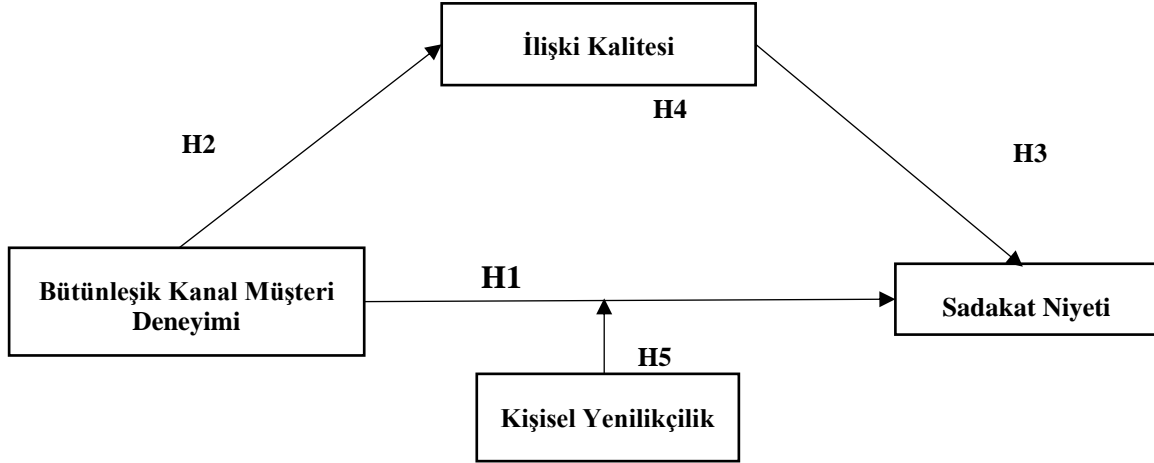 İlişki Kalitesi
H4
H2
H3
Bütünleşik Kanal Müşteri
Deneyimi
H1
Sadakat Niyeti
H5
Kişisel Yenilikçilik